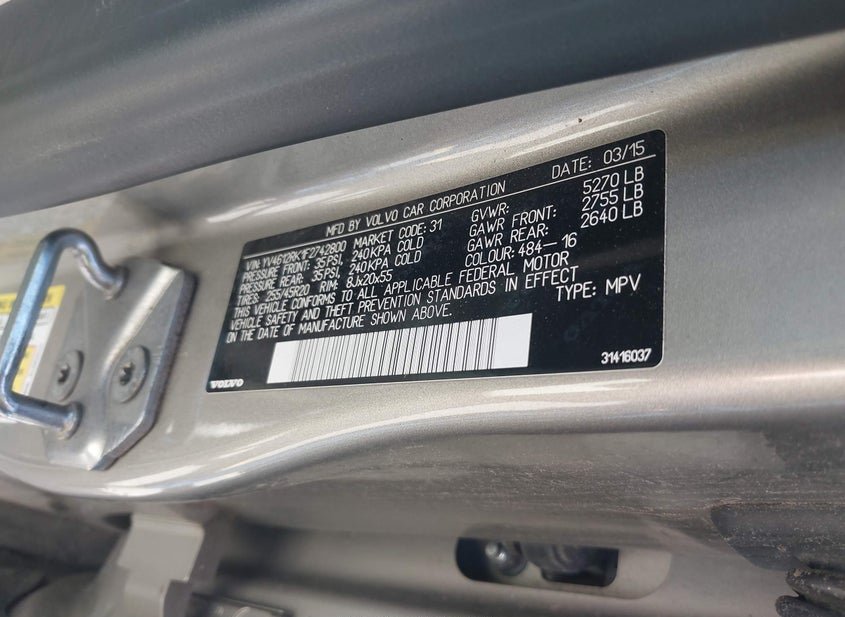 MFD BY VOLVO CAR CORPORATION DATE: 03/15
VIN: YV4612RK1F2742800 MARKET CODE: 31 GVWR: 5270 LB
PRESSURE FRONT: 35PSI, 240KPA COLD GAWR FRONT: 2755 LB
PRESSURE REAR: 35PSI, 240KPA COLD GAWR REAR: 2640 LB
TIRES: 255/45R20 RIM: 8Jx20x55 COLOUR: 484-16
THIS VEHICLE CONFORMS TO ALL APPLICABLE FEDERAL MOTOR
VEHICLE SAFETY AND THEFT PREVENTION STANDARDS IN EFFECT
ON THE DATE OF MANUFACTURE SHOWN ABOVE. TYPE: MPV
VOLVO 31416037